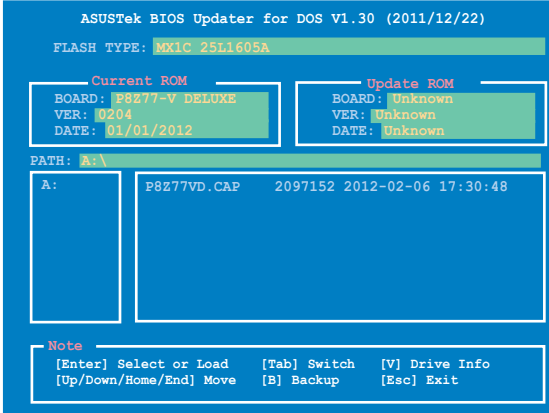 ASUSTek BIOS Updater for DOS V1.30 (2011/12/22)
FLASH TYPE: MX1C 25L1605A
Current ROM
BOARD: P8Z77-V DELUXE
VER: 0204
DATE: 01/01/2012
Update ROM
BOARD: Unknown
VER: Unknown
DATE: Unknown
PATH: A:\
A:
P8Z77VD.CAP 2097152 2012-02-06 17:30:48
Note
[Enter] Select or Load [Tab] Switch [V] Drive Info
[Up/Down/Home/End] Move [B] Backup [Esc] Exit